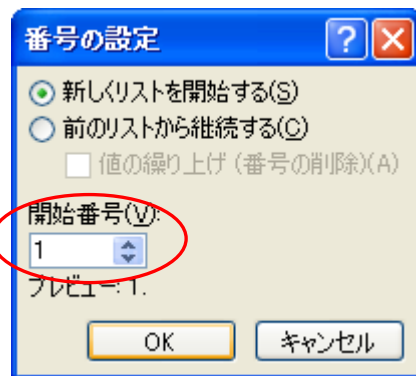 番号の設定
新しくリストを開始する(S)
前のリストから継続する(C)
値の繰り上げ (番号の削除)(A)
開始番号(V):
1
プレビュー: 1.
OK
キャンセル